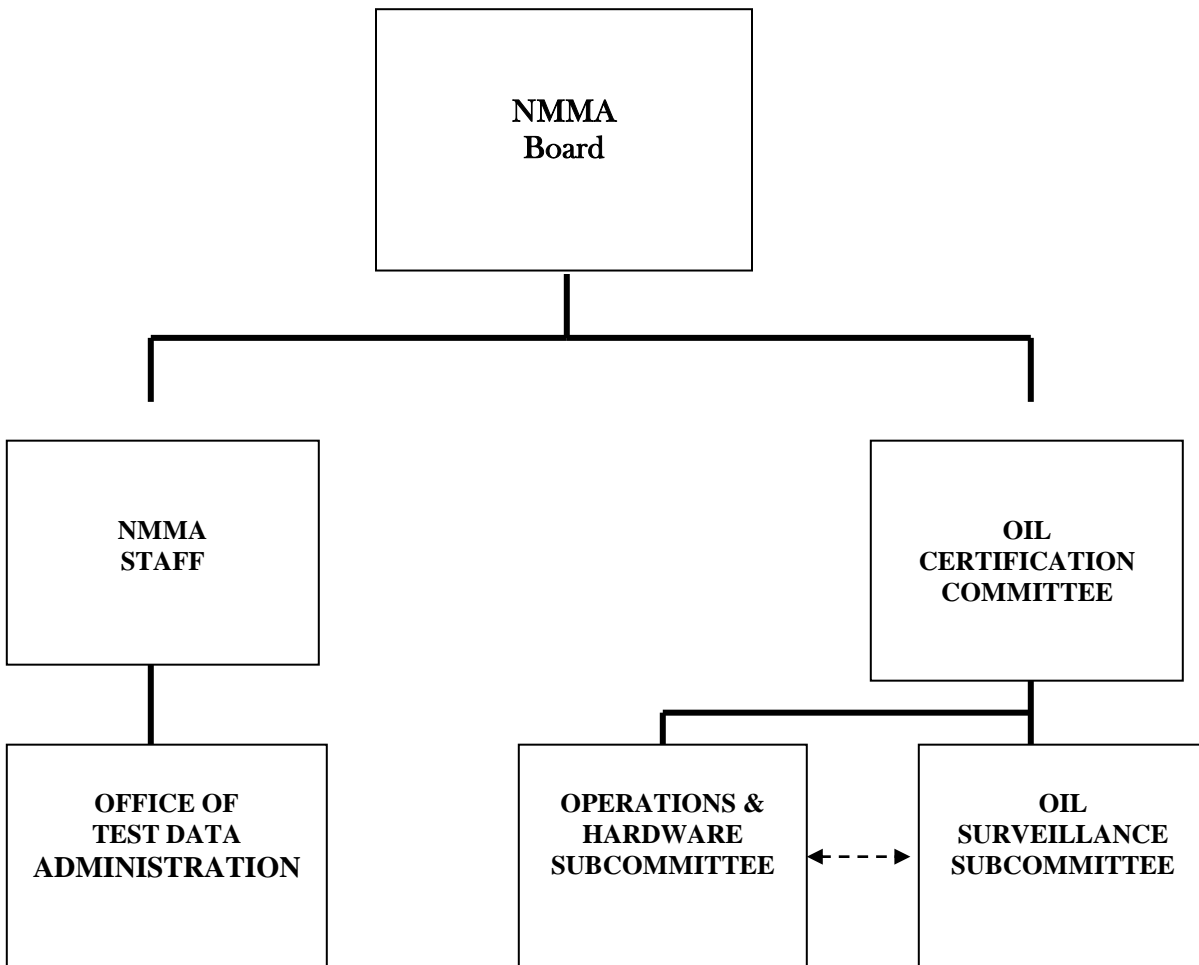 NMMA
Board
NMMA
STAFF
OIL
CERTIFICATION
COMMITTEE
OFFICE OF
TEST DATA
ADMINISTRATION
OPERATIONS &
HARDWARE
SUBCOMMITTEE
OIL
SURVEILLANCE
SUBCOMMITTEE